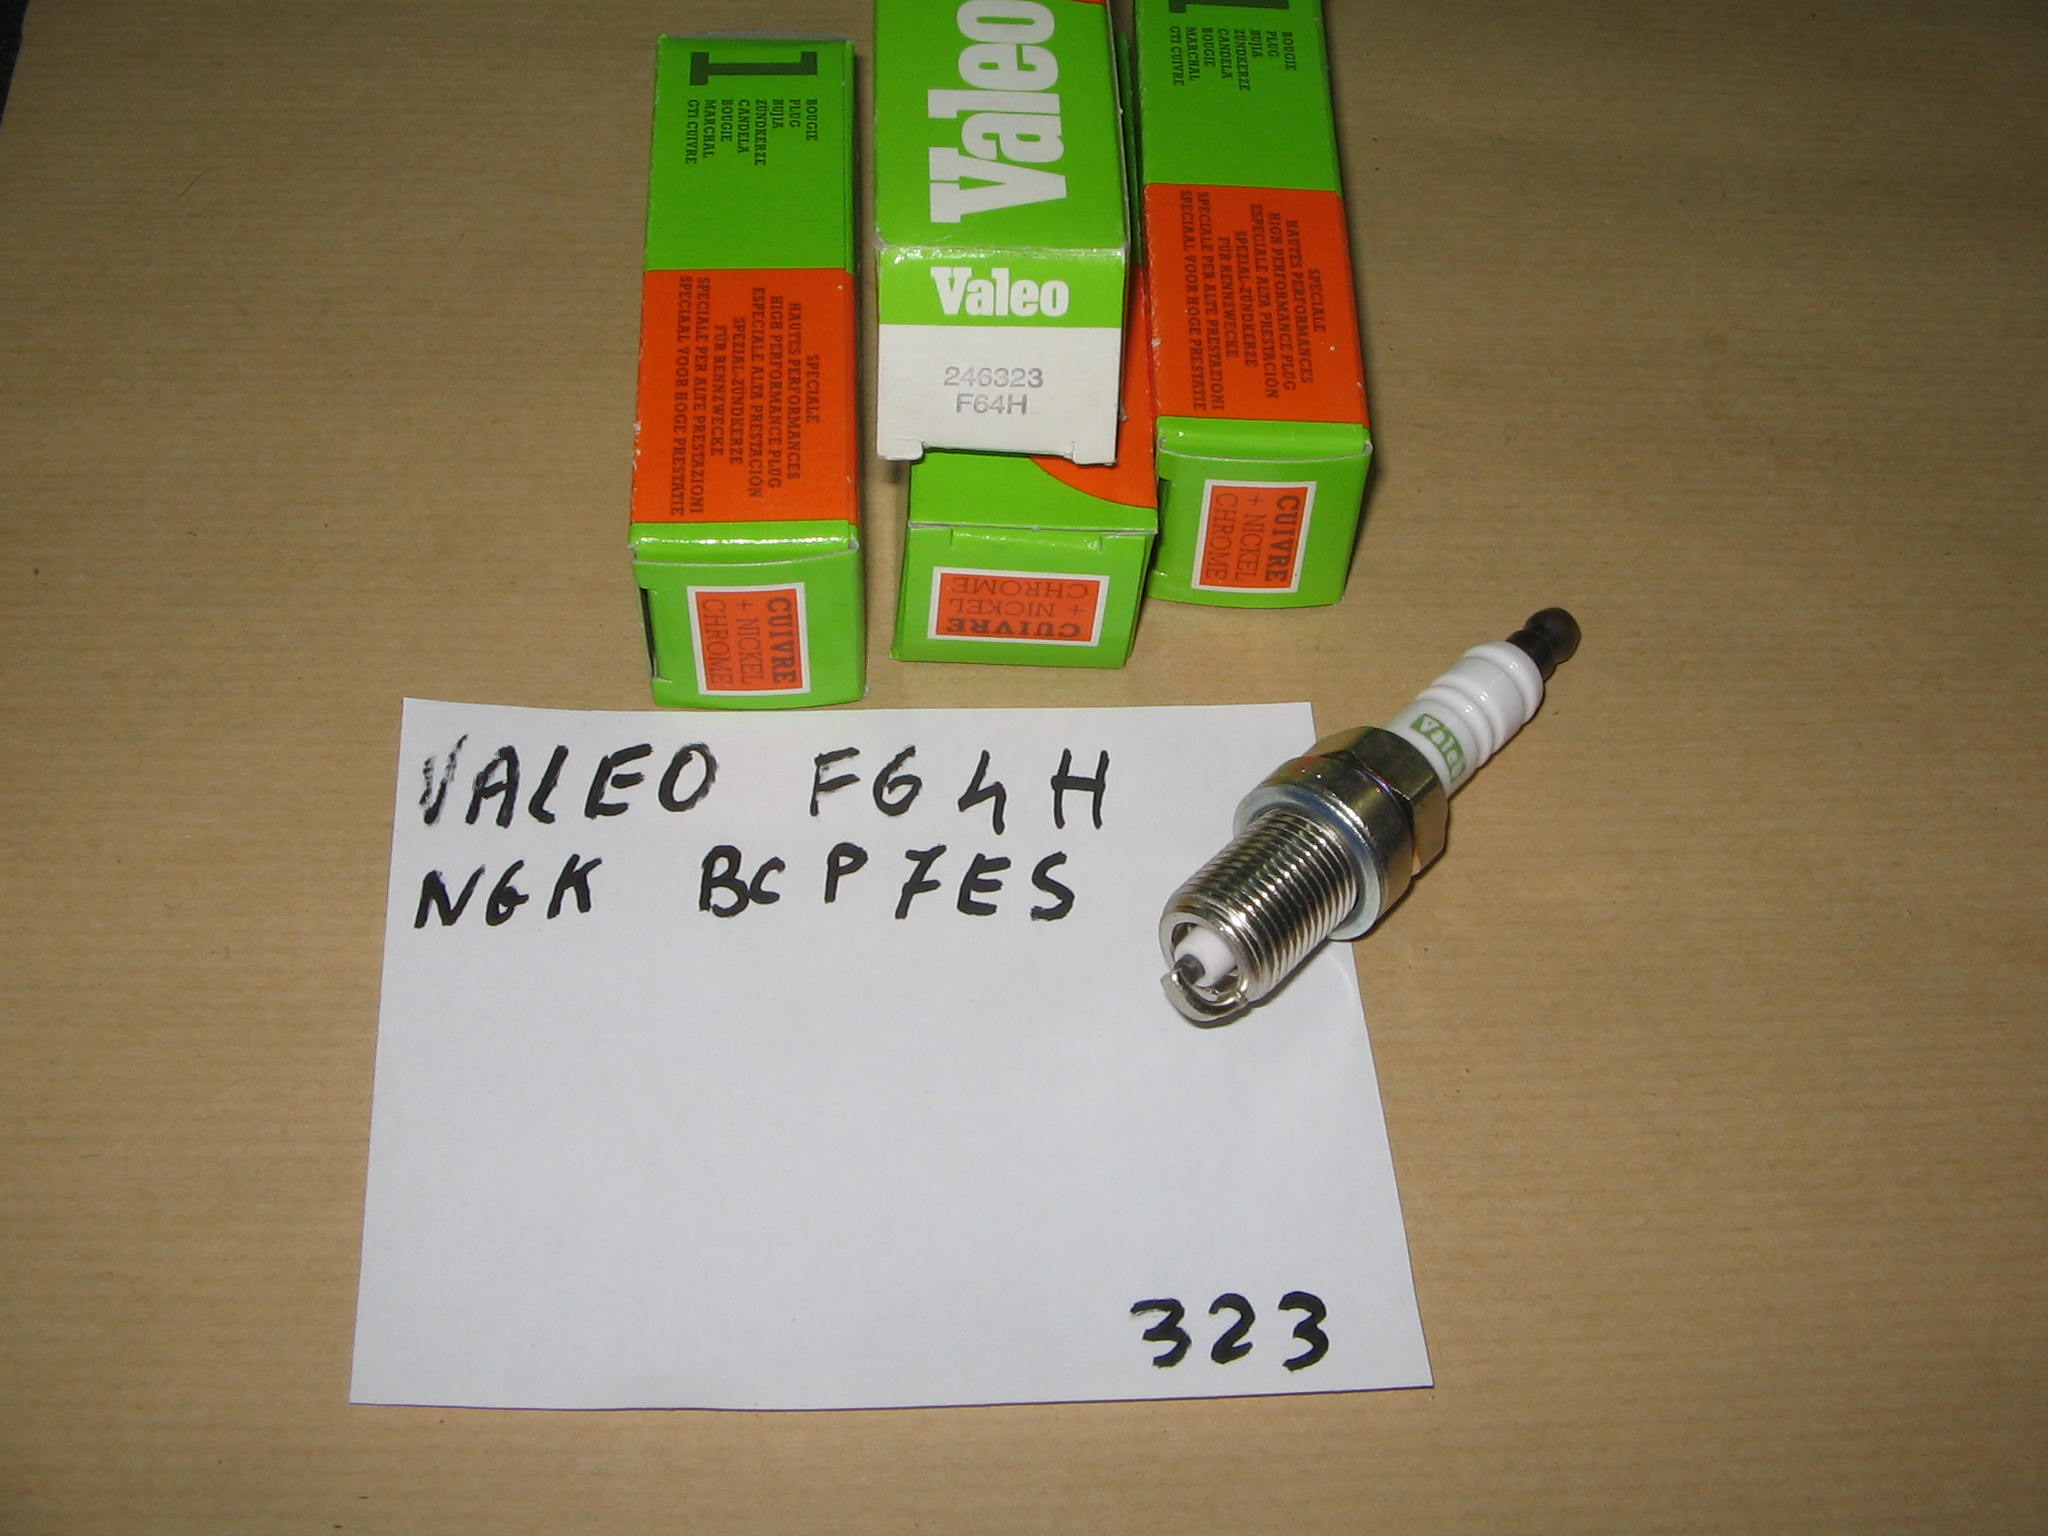 1
BOUGIE
PLUG
BUJIA
ZÜNDKERZE
CANDELA
BOUGIE
MARCHAL
GTI CUIVRE
SPECIALE
HAUTES PERFORMANCES
HIGH PERFORMANCE PLUG
ESPECIALE ALTA PRESTACIÓN
SPEZIAL-ZÜNDKERZE
FÜR RENNZWECKE
SPECIALE PER ALTE PRESTAZIONI
SPECIAAL VOOR HOGE PRESTATIE
CUIVRE
+ NICKEL
CHROME
Valeo
Valeo
246323
F64H
CUIVRE
+ NICKEL
CHROME
1
BOUGIE
PLUG
BUJIA
ZÜNDKERZE
CANDELA
BOUGIE
MARCHAL
GTI CUIVRE
SPECIALE
HAUTES PERFORMANCES
HIGH PERFORMANCE PLUG
ESPECIALE ALTA PRESTACIÓN
SPEZIAL-ZÜNDKERZE
FÜR RENNZWECKE
SPECIALE PER ALTE PRESTAZIONI
SPECIAAL VOOR HOGE PRESTATIE
CUIVRE
+ NICKEL
CHROME
Valeo
VALEO F64H
NGK BCP7ES
323